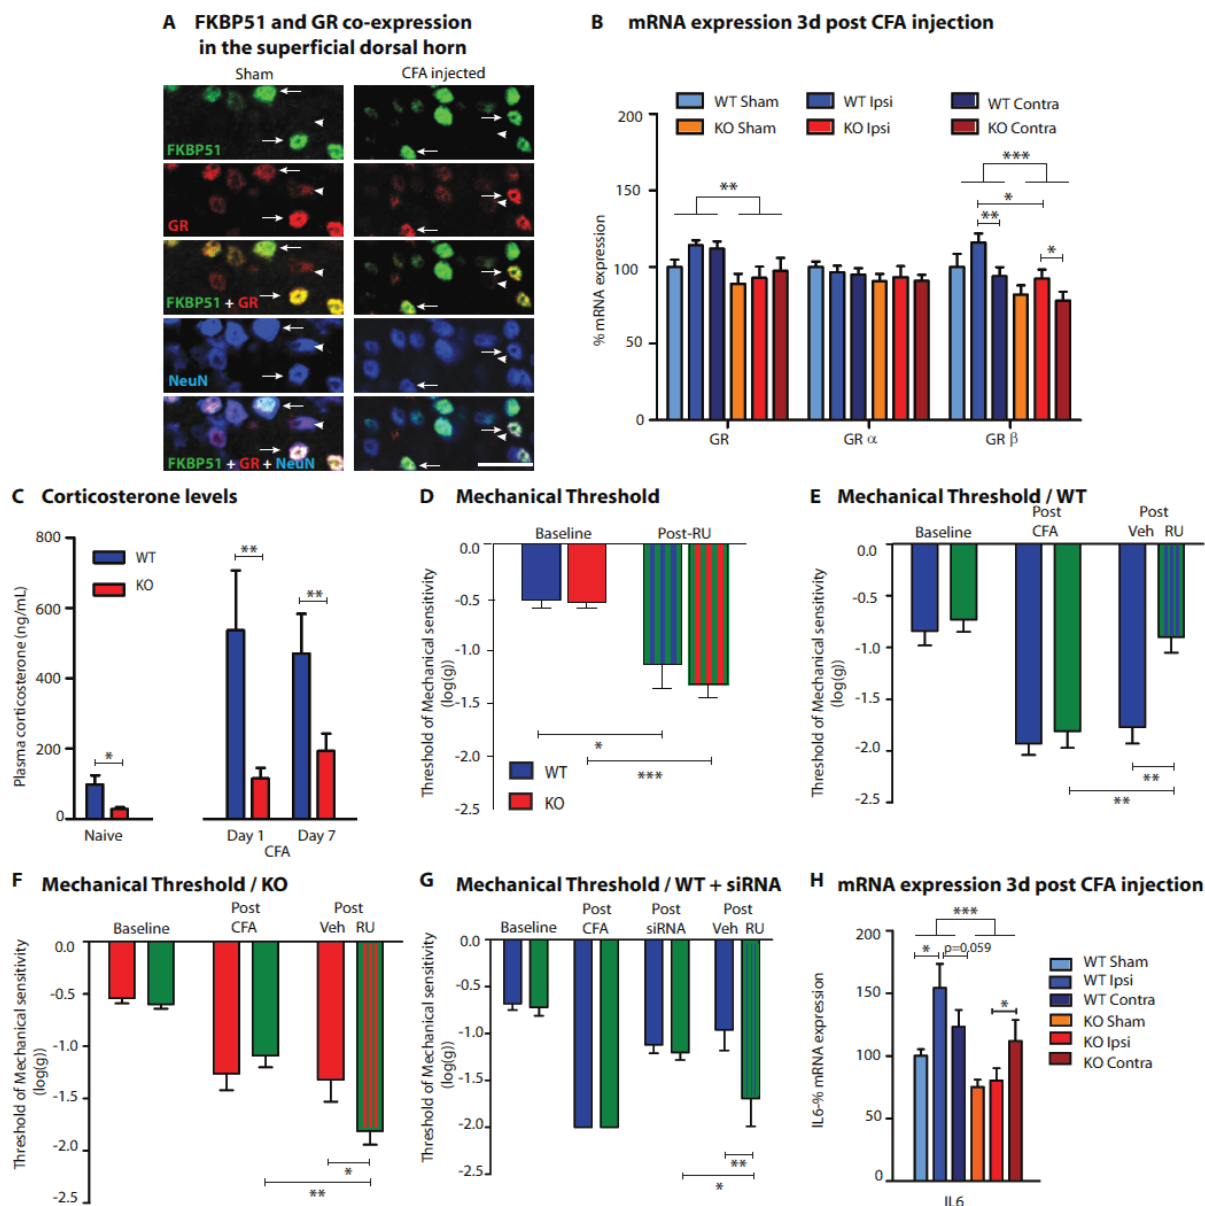 A FKBP51 and GR co-expression
in the superficial dorsal horn
Sham CFA injected
FKBP51
GR
FKBP51 + GR
NeuN
FKBP51 + GR + NeuN
B mRNA expression 3d post CFA injection
WT Sham WT Ipsi WT Contra
KO Sham KO Ipsi KO Contra
% mRNA expression
200
150
100
50
0
** *** * ** *
GR GR α GR β
C Corticosterone levels
WT
KO
Plasma corticosterone (ng/mL)
800
600
400
200
0
* ** **
Naive Day 1 Day 7
CFA
D Mechanical Threshold
Baseline Post-RU
Threshold of Mechanical sensitivity
(log(g))
0.0
-0.5
-1.0
-1.5
-2.0
-2.5
*
***
WT
KO
E Mechanical Threshold / WT
Baseline Post CFA Post Veh RU
Threshold of Mechanical sensitivity
(log(g))
0.0
-0.5
-1.0
-1.5
-2.0
-2.5
**
**
F Mechanical Threshold / KO
Baseline Post CFA Post Veh RU
Threshold of Mechanical sensitivity
(log(g))
0.0
-0.5
-1.0
-1.5
-2.0
-2.5
*
**
G Mechanical Threshold / WT + siRNA
Baseline Post CFA Post siRNA Post Veh RU
Threshold of Mechanical sensitivity
(log(g))
0.0
-0.5
-1.0
-1.5
-2.0
-2.5
**
*
H mRNA expression 3d post CFA injection
***
* p=0,059
*
IL6-% mRNA expression
200
150
100
50
0
IL6
WT Sham
WT Ipsi
WT Contra
KO Sham
KO Ipsi
KO Contra